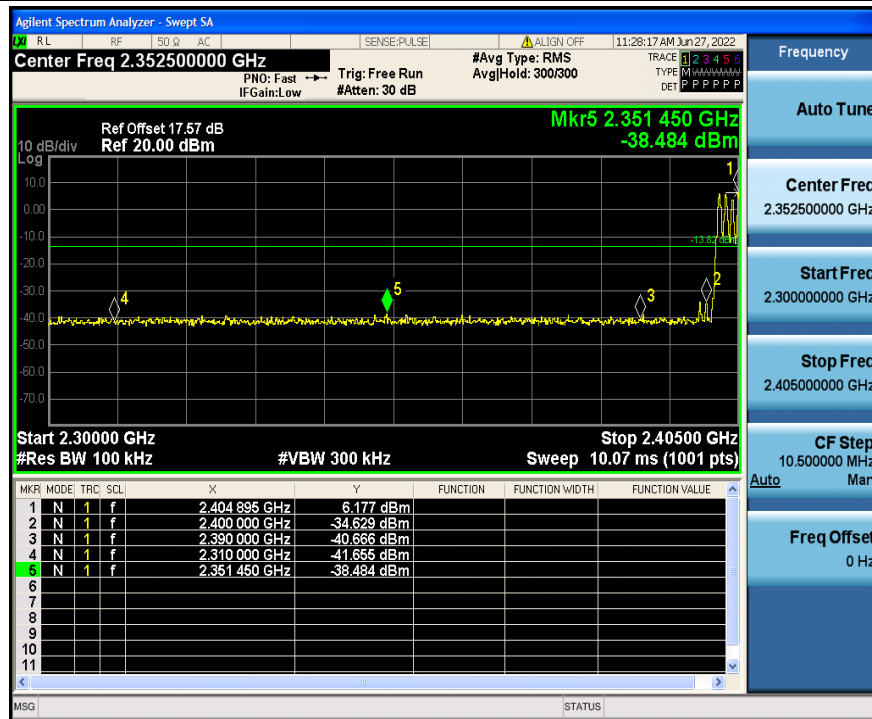 Agilent Spectrum Analyzer - Swept SA
LXI RL RF 50 Ω AC SENSE:PULSE ALIGN OFF 11:28:17 AM Jun 27, 2022
Center Freq 2.352500000 GHz #Avg Type: RMS TRACE 1 2 3 4 5 6
PNO: Fast Trig: Free Run Avg|Hold: 300/300 TYPE M WWWWW
IFGain:Low #Atten: 30 dB DET P P P P P P
Mkr5 2.351 450 GHz
Ref Offset 17.57 dB
10 dB/div Ref 20.00 dBm -38.484 dBm
Log
1
10.0
0.00
-10.0
-13.82 dBm
-20.0
-30.0
4 5 3 2
-40.0
-50.0
-60.0
-70.0
Start 2.30000 GHz Stop 2.40500 GHz
#Res BW 100 kHz #VBW 300 kHz Sweep 10.07 ms (1001 pts)
MKR MODE TRC SCL X Y FUNCTION FUNCTION WIDTH FUNCTION VALUE
1 N 1 f 2.404 895 GHz 6.177 dBm
2 N 1 f 2.400 000 GHz -34.629 dBm
3 N 1 f 2.390 000 GHz -40.666 dBm
4 N 1 f 2.310 000 GHz -41.655 dBm
5 N 1 f 2.351 450 GHz -38.484 dBm
6
7
8
9
10
11
MSG STATUS
Frequency
Auto Tune
Center Freq
2.352500000 GHz
Start Freq
2.300000000 GHz
Stop Freq
2.405000000 GHz
CF Step
10.500000 MHz
Auto Man
Freq Offset
0 Hz